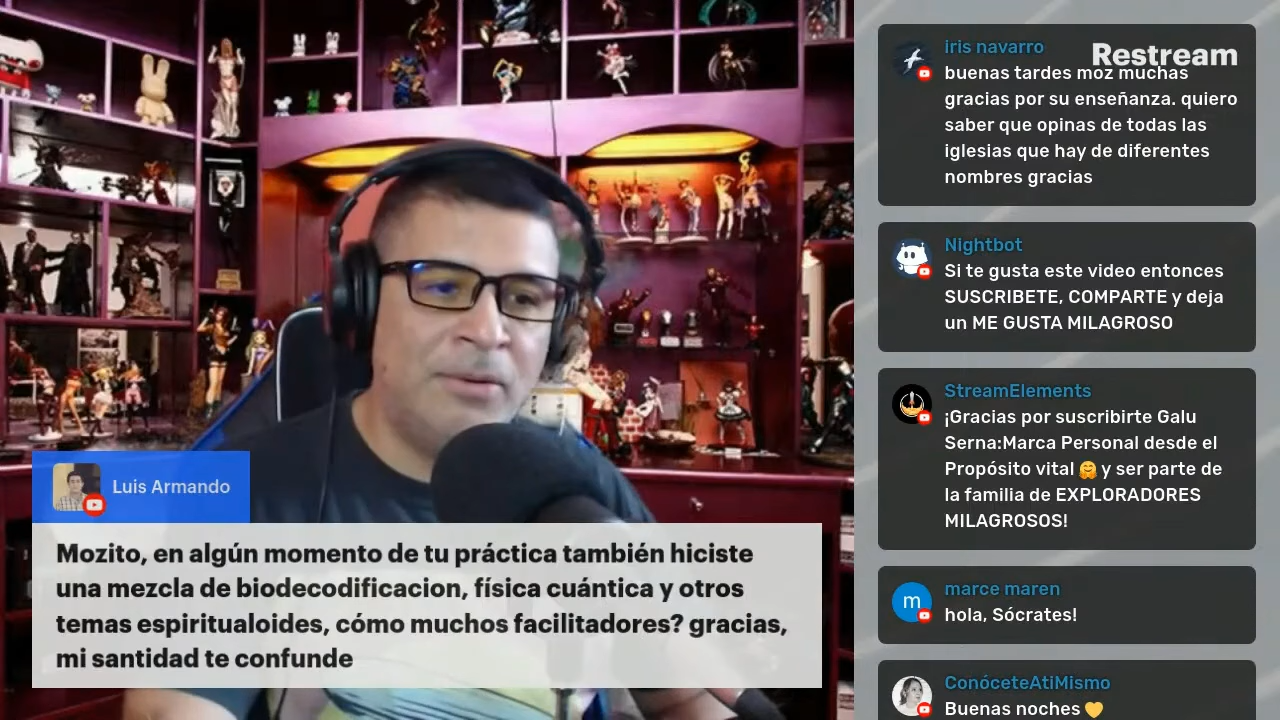 Luis Armando
Mozito, en algún momento de tu práctica también hiciste
una mezcla de biodecodificacion, física cuántica y otros
temas espiritualoides, cómo muchos facilitadores? gracias,
mi santidad te confunde
Restream
iris navarro
buenas tardes moz muchas
gracias por su enseñanza. quiero
saber que opinas de todas las
iglesias que hay de diferentes
nombres gracias
Nightbot
Si te gusta este video entonces
SUSCRIBETE, COMPARTE y deja
un ME GUSTA MILAGROSO
StreamElements
¡Gracias por suscribirte Galu
Serna:Marca Personal desde el
Propósito vital 🤗 y ser parte de
la familia de EXPLORADORES
MILAGROSOS!
m
marce maren
hola, Sócrates!
ConóceteAtiMismo
Buenas noches 💛